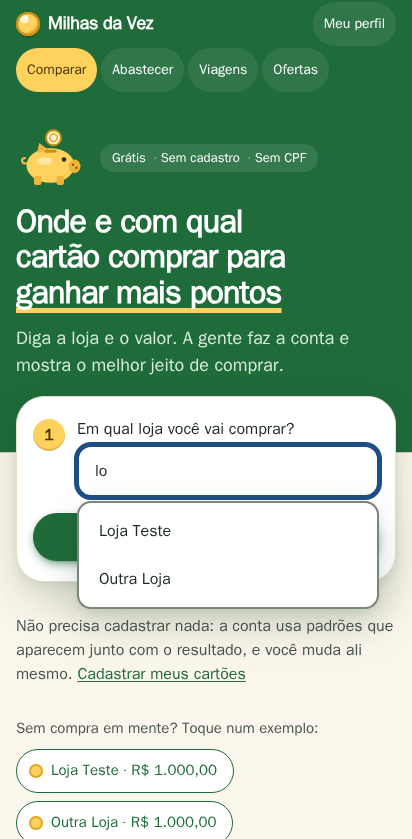 Milhas da Vez
Meu perfil
Comparar
Abastecer
Viagens
Ofertas
Grátis · Sem cadastro · Sem CPF
Onde e com qual
cartão comprar para
ganhar mais pontos
Diga a loja e o valor. A gente faz a conta e
mostra o melhor jeito de comprar.
1
Em qual loja você vai comprar?
lo
Loja Teste
Outra Loja
Não precisa cadastrar nada: a conta usa padrões que
aparecem junto com o resultado, e você muda ali
mesmo. Cadastrar meus cartões
Sem compra em mente? Toque num exemplo:
Loja Teste · R$ 1.000,00
Outra Loja · R$ 1.000,00